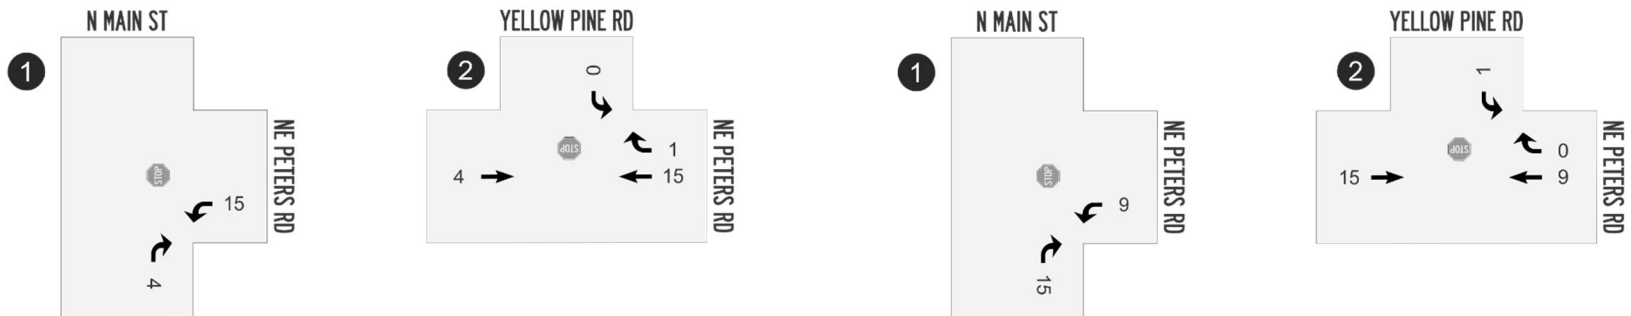 N MAIN ST
1
STOP
15
4
NE PETERS RD
YELLOW PINE RD
2
0
STOP
1
4
15
NE PETERS RD
N MAIN ST
1
STOP
9
15
NE PETERS RD
YELLOW PINE RD
2
1
STOP
0
15
9
NE PETERS RD